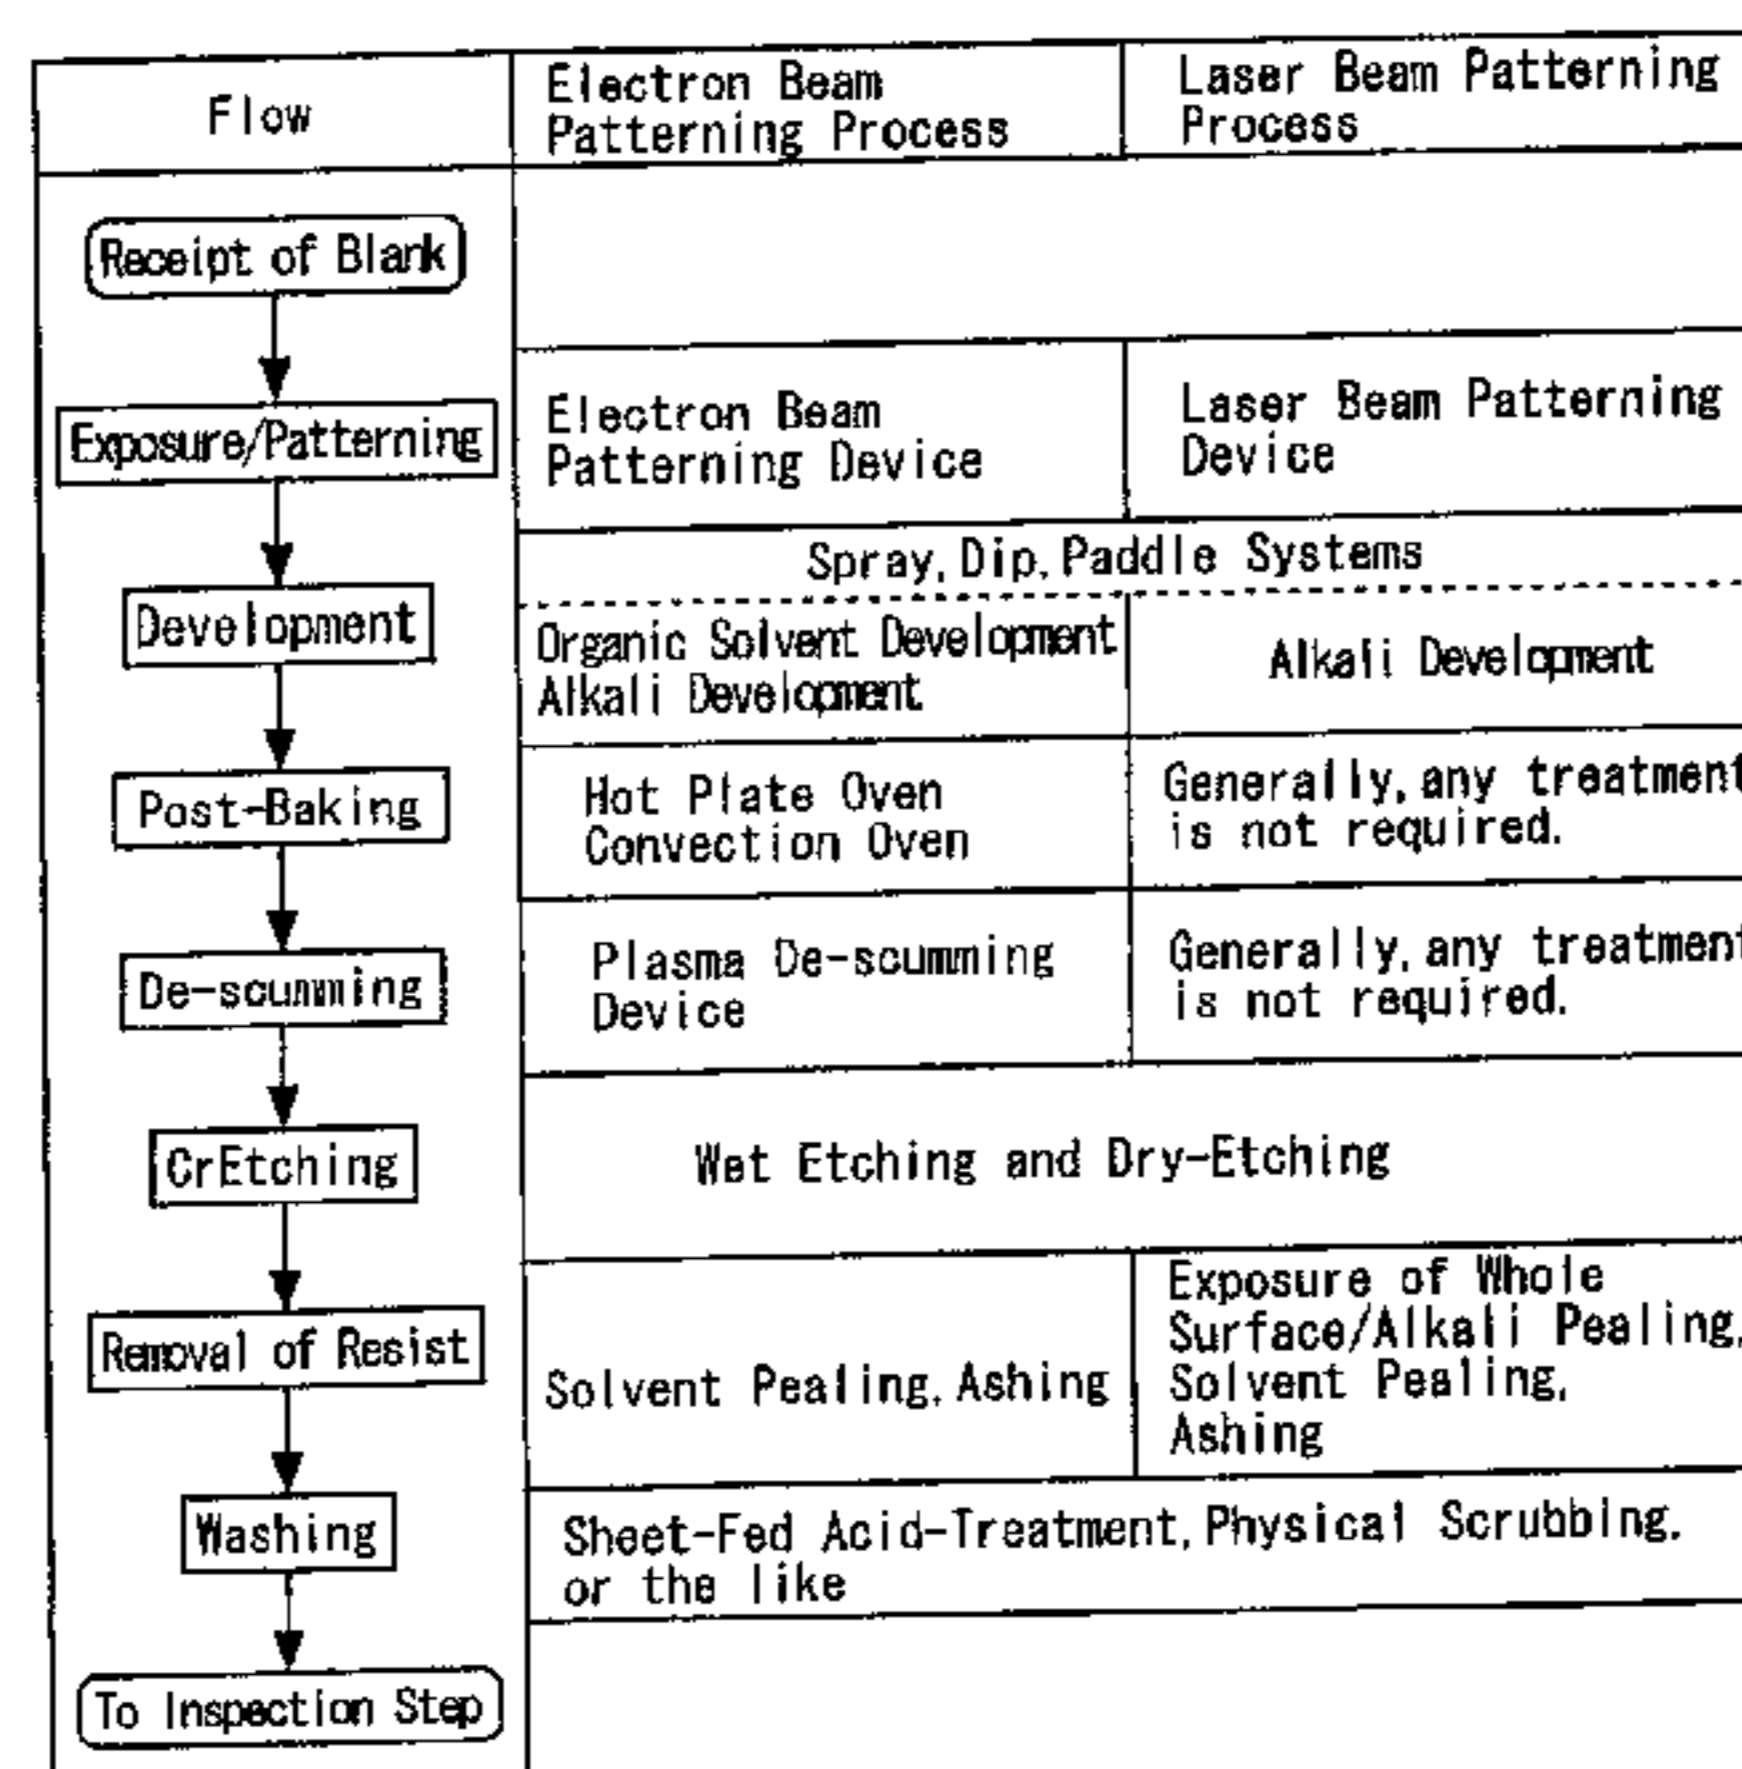 Flow
Electron Beam
Patterning Process
Laser Beam Patterning
Process
Receipt of Blank
Exposure/Patterning
Electron Beam
Patterning Device
Laser Beam Patterning
Device
Development
Spray, Dip, Paddle Systems
Organic Solvent Development
Alkali Development
Alkali Development
Post-Baking
Hot Plate Oven
Convection Oven
Generally, any treatment
is not required.
De-scumming
Plasma De-scumming
Device
Generally, any treatment
is not required.
CrEtching
Wet Etching and Dry-Etching
Removal of Resist
Solvent Pealing, Ashing
Exposure of Whole
Surface/Alkali Pealing,
Solvent Pealing,
Ashing
Washing
Sheet-Fed Acid-Treatment, Physical Scrubbing,
or the like
To Inspection Step